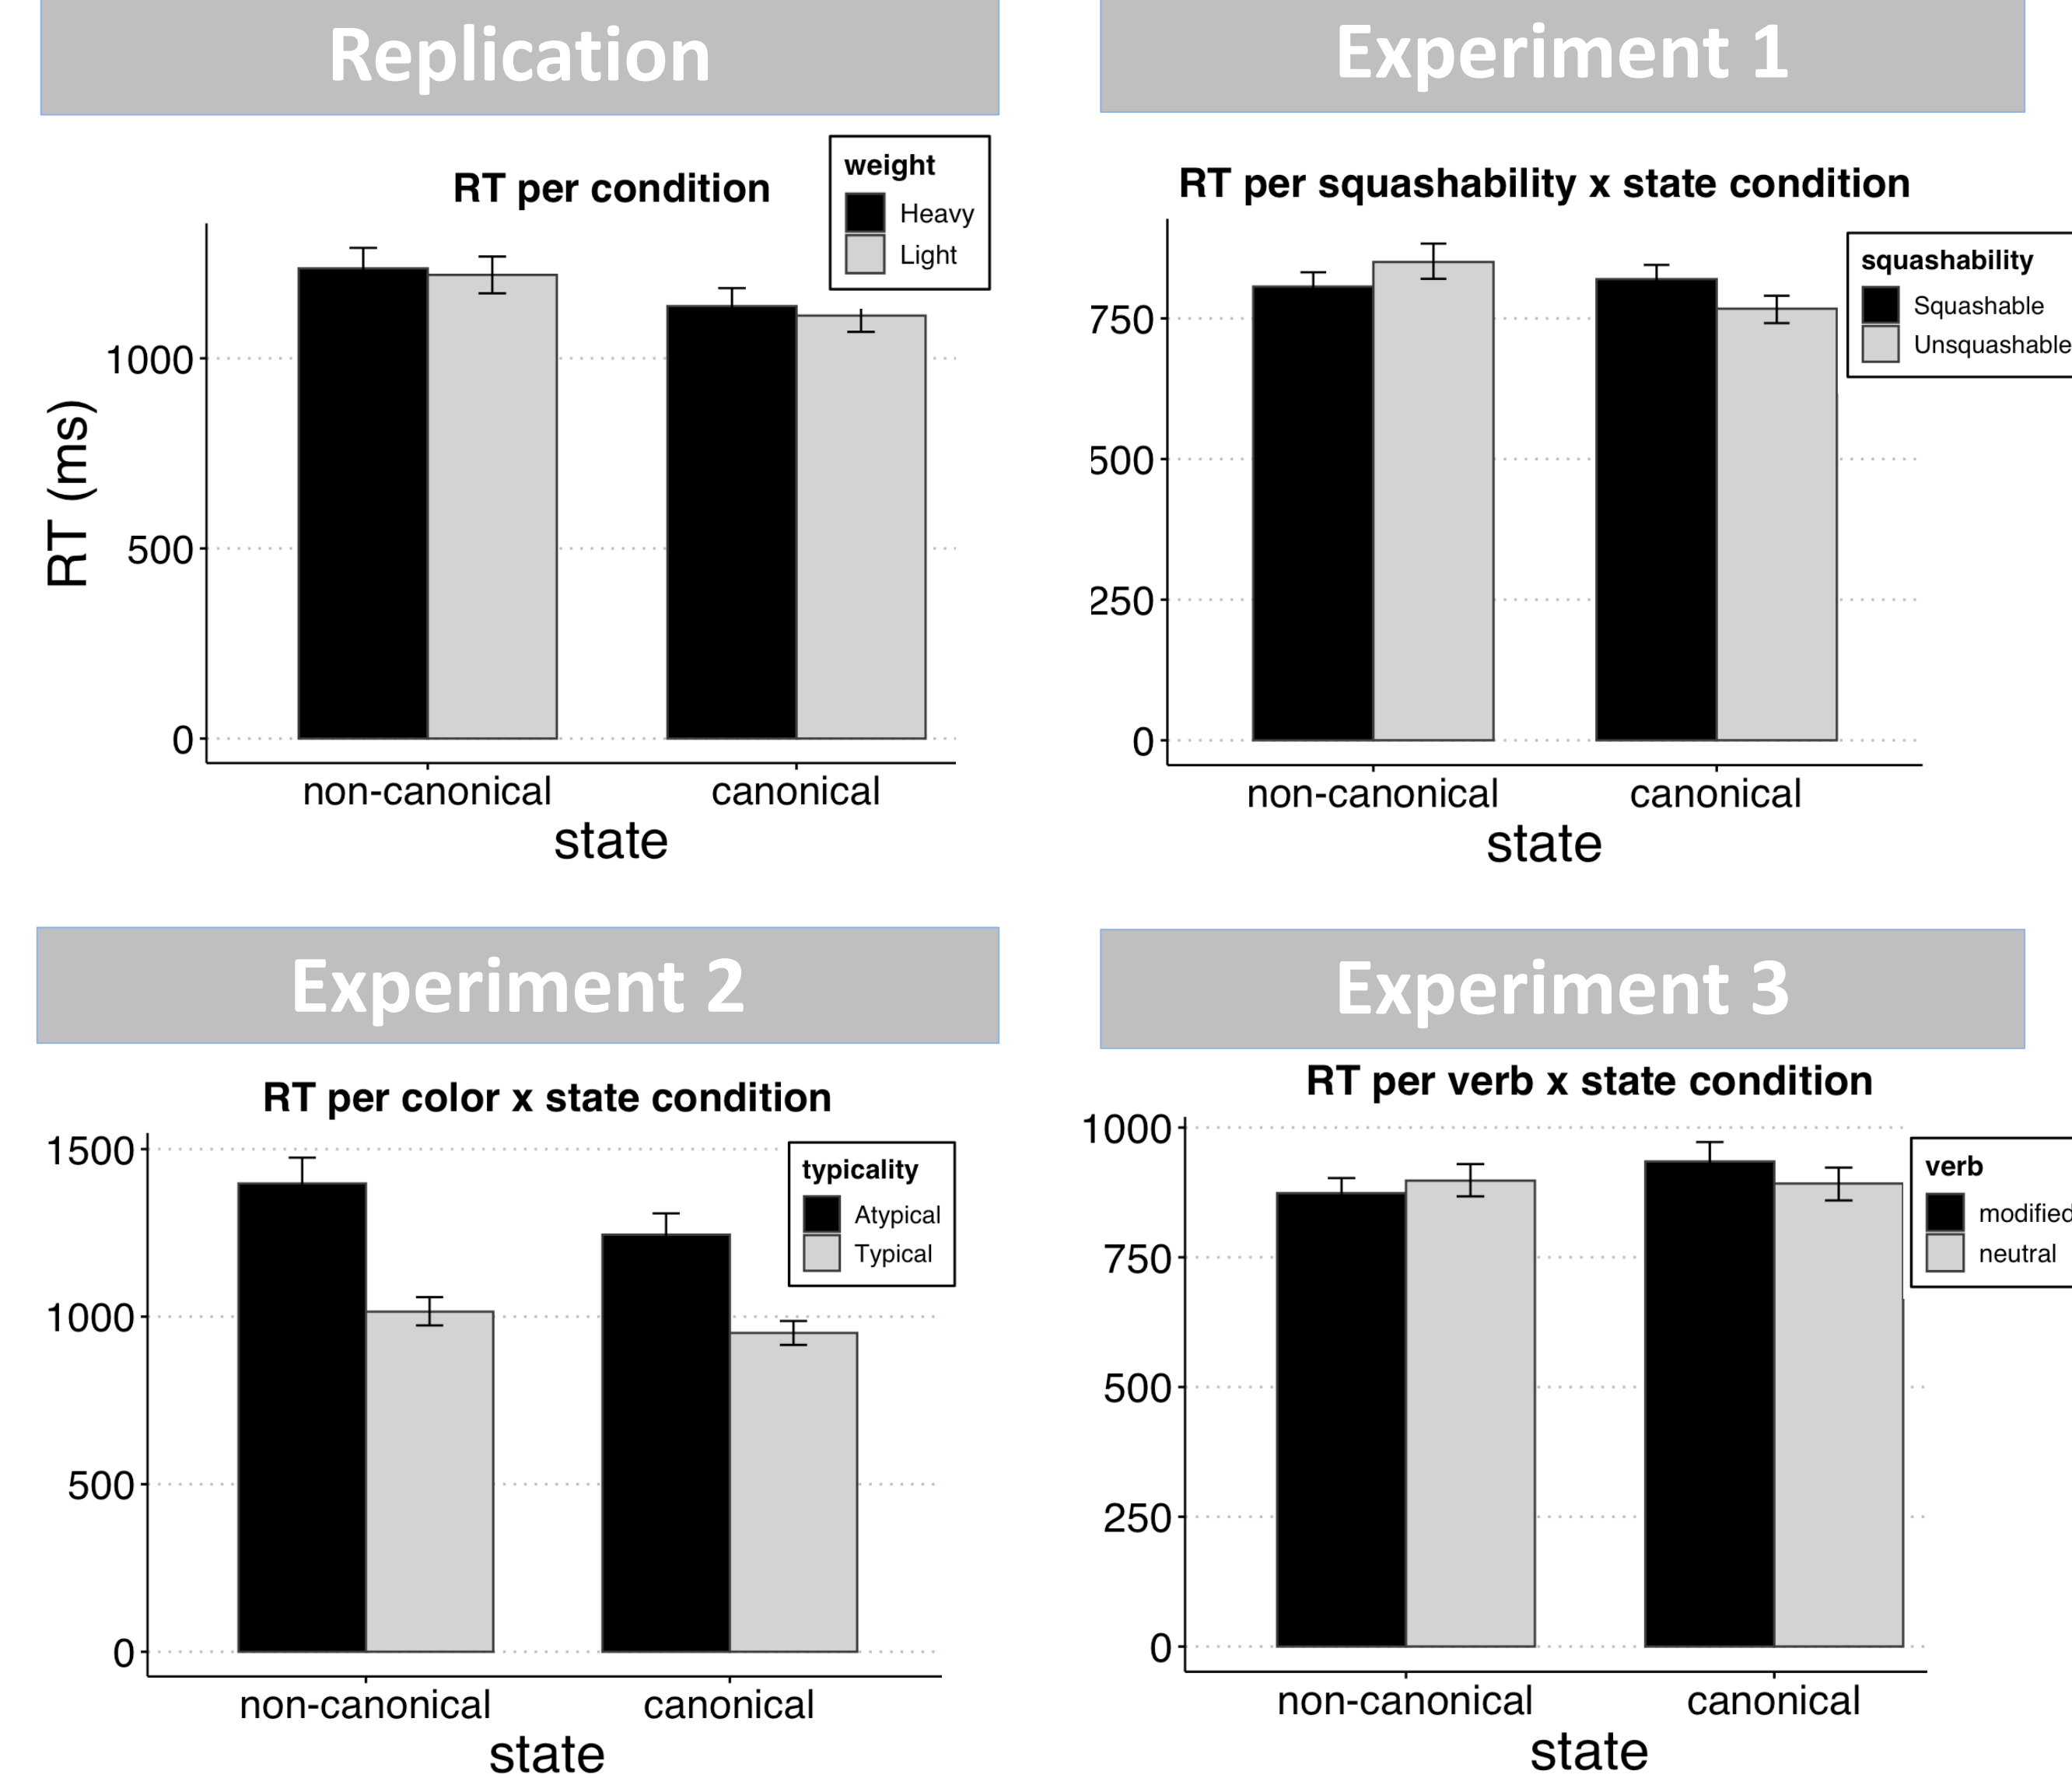 Replication
RT per condition
weight
Heavy
Light
RT (ms)
1000
500
0
non-canonical
canonical
state
Experiment 1
RT per squashability x state condition
squashability
Squashable
Unsquashable
750
500
250
0
non-canonical
canonical
state
Experiment 2
RT per color x state condition
typicality
Atypical
Typical
1500
1000
500
0
non-canonical
canonical
state
Experiment 3
RT per verb x state condition
verb
modified
neutral
1000
750
500
250
0
non-canonical
canonical
state